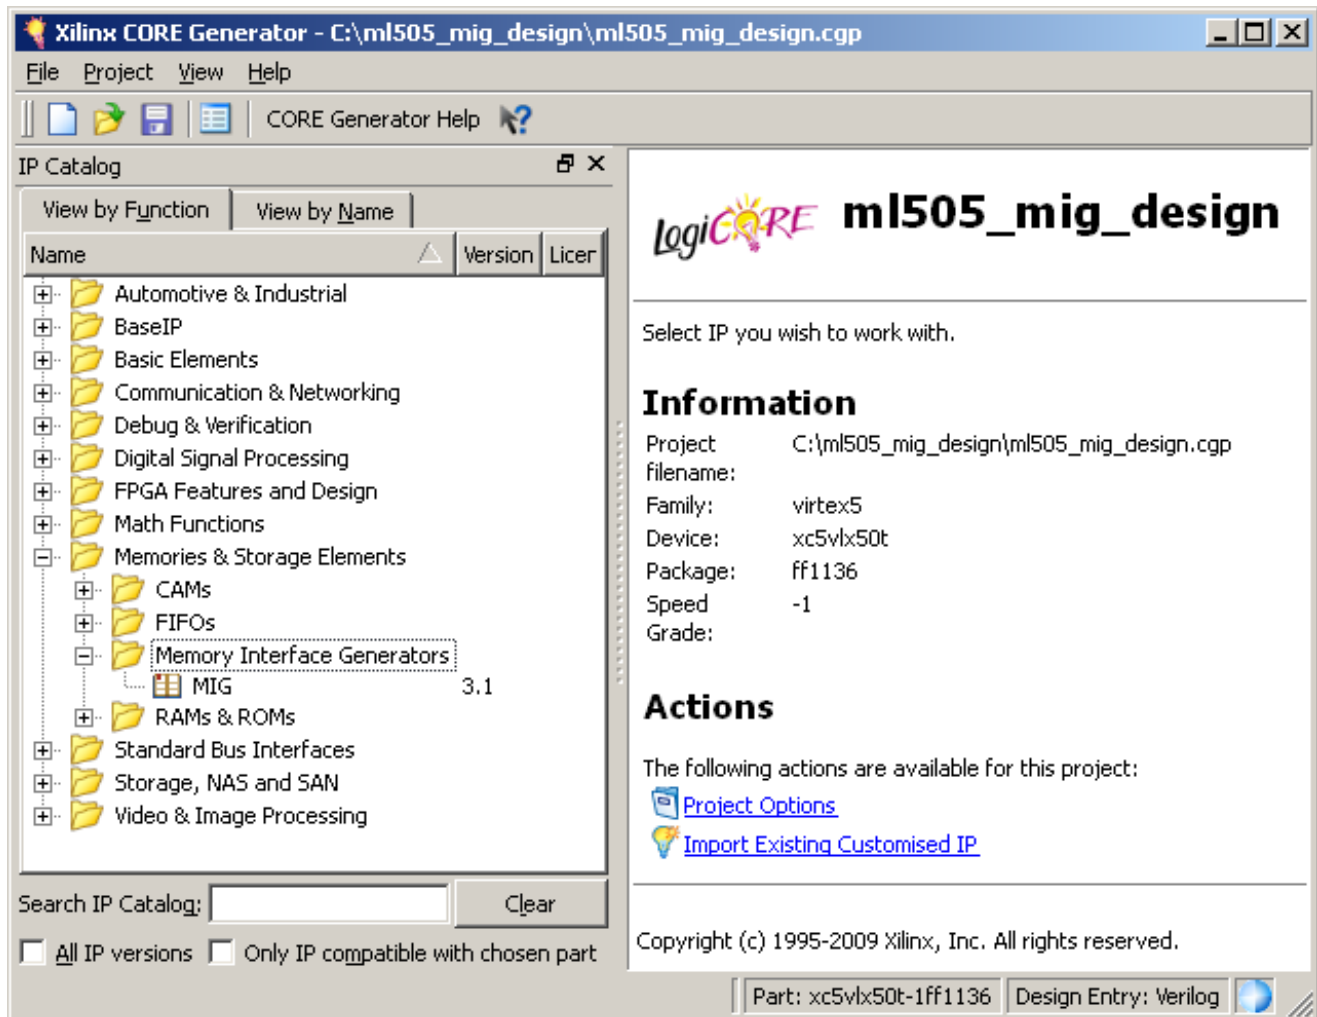 Xilinx CORE Generator - C:\ml505_mig_design\ml505_mig_design.cgp
File Project View Help
CORE Generator Help
IP Catalog
View by Function View by Name
Name Version Licen
Automotive & Industrial
BaseIP
Basic Elements
Communication & Networking
Debug & Verification
Digital Signal Processing
FPGA Features and Design
Math Functions
Memories & Storage Elements
CAMs
FIFOs
Memory Interface Generators
MIG 3.1
RAMs & ROMs
Standard Bus Interfaces
Storage, NAS and SAN
Video & Image Processing
Search IP Catalog: Clear
All IP versions Only IP compatible with chosen part
LogiCORE ml505_mig_design
Select IP you wish to work with.
Information
Project C:\ml505_mig_design\ml505_mig_design.cgp
filename:
Family: virtex5
Device: xc5vlx50t
Package: ff1136
Speed -1
Grade:
Actions
The following actions are available for this project:
Project Options
Import Existing Customised IP
Copyright (c) 1995-2009 Xilinx, Inc. All rights reserved.
Part: xc5vlx50t-1ff1136 Design Entry: Verilog